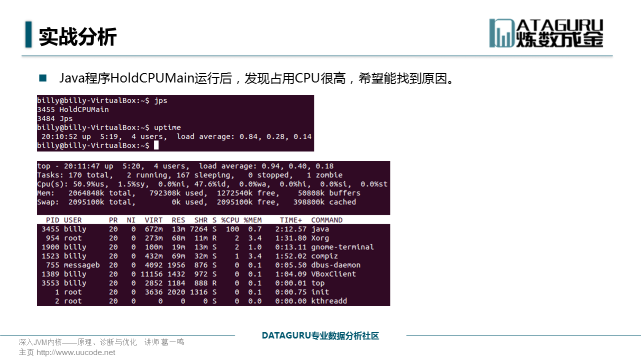 实战分析
DATAGURU
炼数成金
Java程序HoldCPUMain运行后，发现占用CPU很高，希望能找到原因。
billy@billy-VirtualBox:~$ jps
3455 HoldCPUMain
3484 Jps
billy@billy-VirtualBox:~$ uptime
20:10:52 up  5:19,  4 users,  load average: 0.84, 0.28, 0.14
billy@billy-VirtualBox:~$
top - 20:11:47 up  5:20,  4 users,  load average: 0.94, 0.40, 0.18
Tasks: 170 total,   2 running, 167 sleeping,   0 stopped,   1 zombie
Cpu(s): 50.9%us,  1.5%sy,  0.0%ni, 47.6%id,  0.0%wa,  0.0%hi,  0.0%si,  0.0%st
Mem:   2064848k total,   792308k used,  1272540k free,    50808k buffers
Swap:  2095100k total,        0k used,  2095100k free,   398800k cached
PID USER      PR  NI  VIRT  RES  SHR S %CPU %MEM    TIME+  COMMAND
3455 billy     20   0  672m  13m 7264 S  100  0.7   2:12.57 java
954 root      20   0  273m  68m  11m R    2  3.4   1:31.80 Xorg
1900 billy     20   0  100m  19m  13m S    2  1.0   0:13.11 gnome-terminal
1523 billy     20   0  432m  69m  32m S    1  3.4   1:52.02 compiz
755 messageb  20   0  4092 1956  876 S    0  0.1   0:05.50 dbus-daemon
1389 billy     20   0 11156 1432  972 S    0  0.1   1:04.09 VBoxClient
3553 billy     20   0  2852 1184  888 R    0  0.1   0:00.01 top
1 root      20   0  3636 2020 1316 S    0  0.1   0:00.75 init
2 root      20   0     0    0    0 S    0  0.0   0:00.00 kthreadd
深入JVM内核——原理、诊断与优化　讲师 葛一鸣
主页 http://www.uucode.net
DATAGURU专业数据分析社区